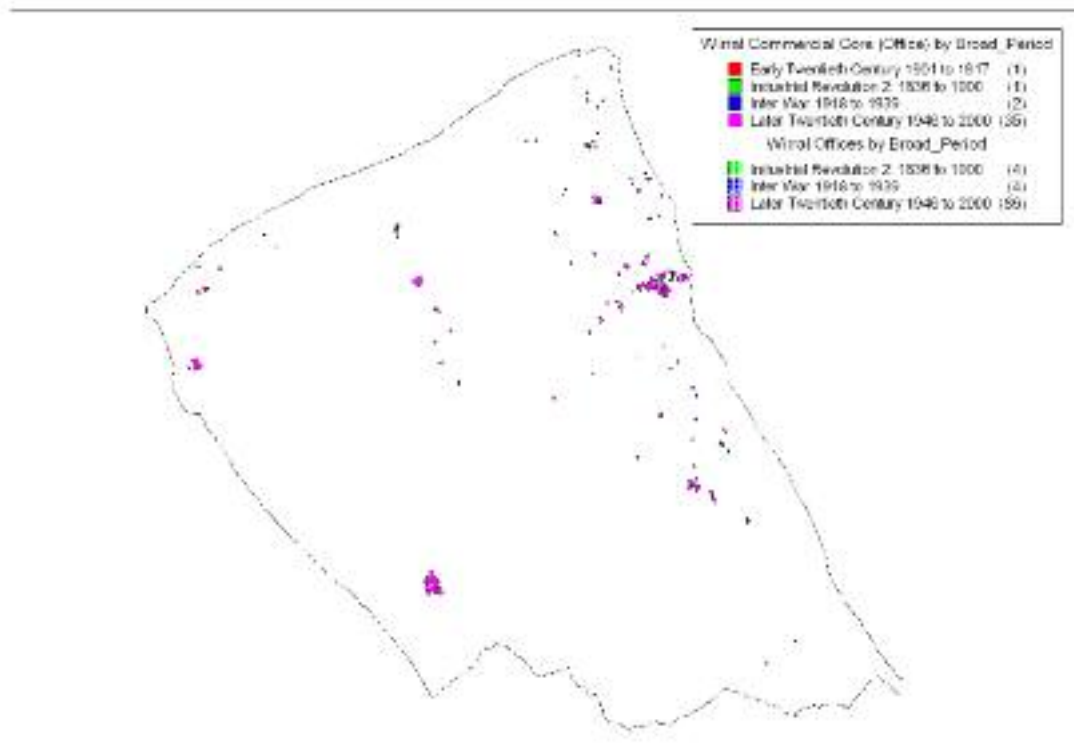 Wirral Commercial Core (Office) by Broad_Period
Early Twentieth Century 1901 to 1917 (1)
Industrial Revolution 2: 1836 to 1900 (1)
Inter War 1918 to 1939 (2)
Later Twentieth Century 1946 to 2000 (35)
Wirral Offices by Broad_Period
Industrial Revolution 2: 1836 to 1900 (4)
Inter War 1918 to 1939 (4)
Later Twentieth Century 1946 to 2000